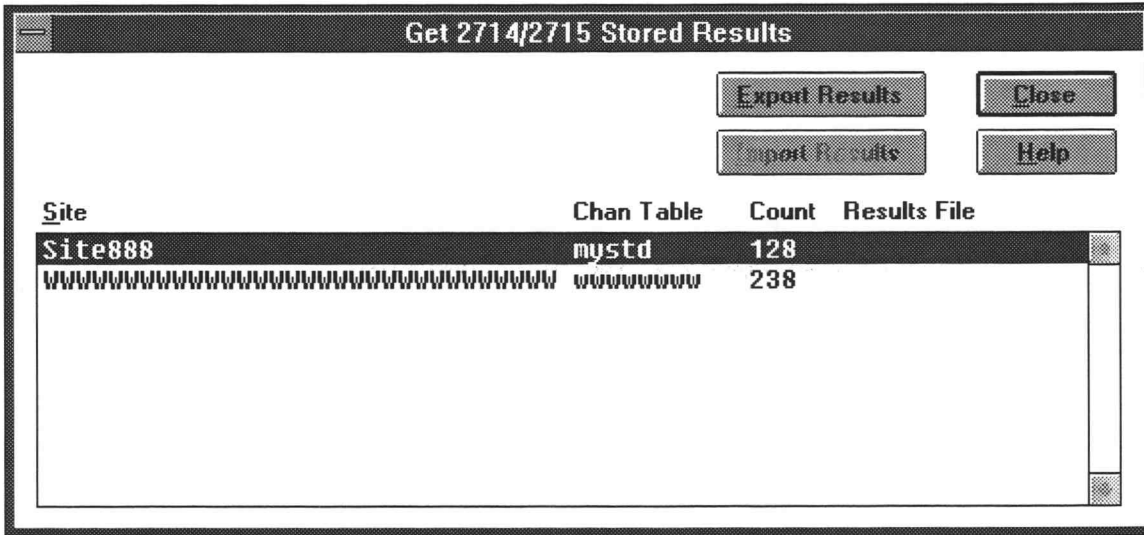 Get 2714/2715 Stored Results
Export Results Close
Import Results Help
Site Chan Table Count Results File
Site888 mystd 128
WWWWWWWWWWWWWWWWWWWWWWWWWWWWWWWW wwwwwwww 238